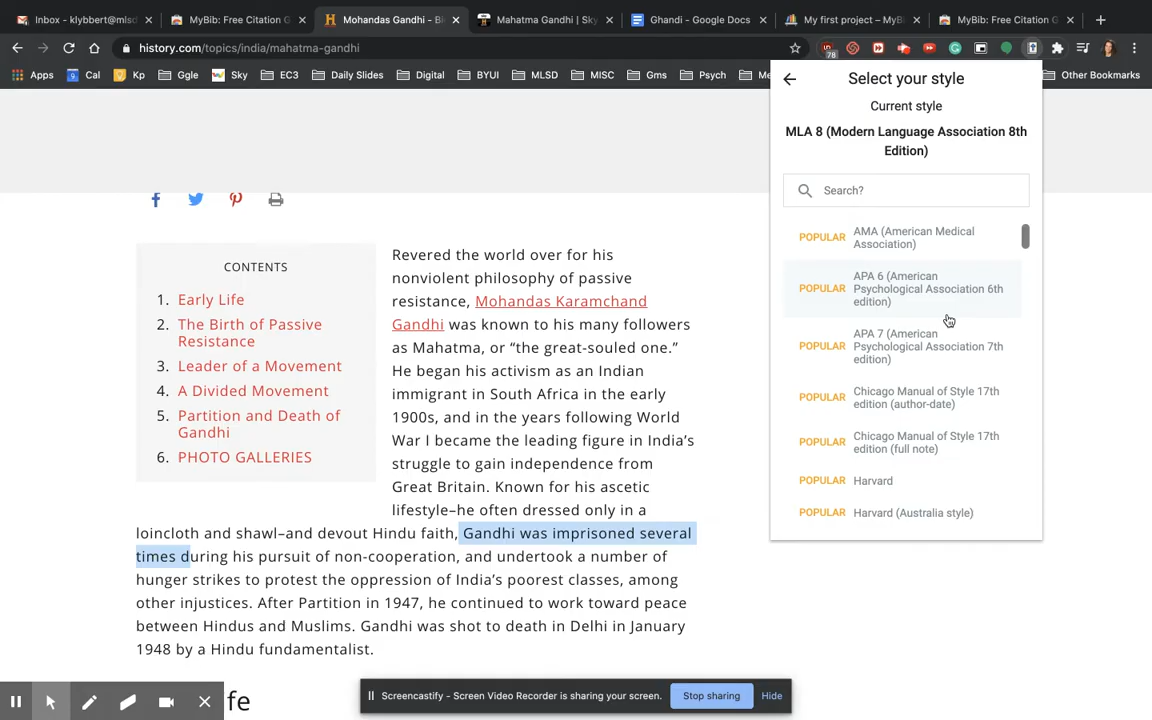 Inbox - klybbert@mlsd
MyBib: Free Citation G
Mohandas Gandhi - Bi
Mahatma Gandhi | Sky
Ghandi - Google Docs
My first project – MyBi
MyBib: Free Citation G
history.com/topics/india/mahatma-gandhi
78
Apps
Cal
Kp
Ggle
Sky
EC3
Daily Slides
Digital
BYUI
MLSD
MISC
Gms
Psych
Me
Other Bookmarks
Select your style
Current style
MLA 8 (Modern Language Association 8th
Edition)
Search?
POPULAR AMA (American Medical
Association)
POPULAR APA 6 (American
Psychological Association 6th
edition)
POPULAR APA 7 (American
Psychological Association 7th
edition)
POPULAR Chicago Manual of Style 17th
edition (author-date)
POPULAR Chicago Manual of Style 17th
edition (full note)
POPULAR Harvard
POPULAR Harvard (Australia style)
CONTENTS
1. Early Life
2. The Birth of Passive
Resistance
3. Leader of a Movement
4. A Divided Movement
5. Partition and Death of
Gandhi
6. PHOTO GALLERIES
Revered the world over for his
nonviolent philosophy of passive
resistance, Mohandas Karamchand
Gandhi was known to his many followers
as Mahatma, or “the great-souled one.”
He began his activism as an Indian
immigrant in South Africa in the early
1900s, and in the years following World
War I became the leading figure in India’s
struggle to gain independence from
Great Britain. Known for his ascetic
lifestyle–he often dressed only in a
loincloth and shawl–and devout Hindu faith, Gandhi was imprisoned several
times during his pursuit of non-cooperation, and undertook a number of
hunger strikes to protest the oppression of India’s poorest classes, among
other injustices. After Partition in 1947, he continued to work toward peace
between Hindus and Muslims. Gandhi was shot to death in Delhi in January
1948 by a Hindu fundamentalist.
fe
Screencastify - Screen Video Recorder is sharing your screen.
Stop sharing
Hide